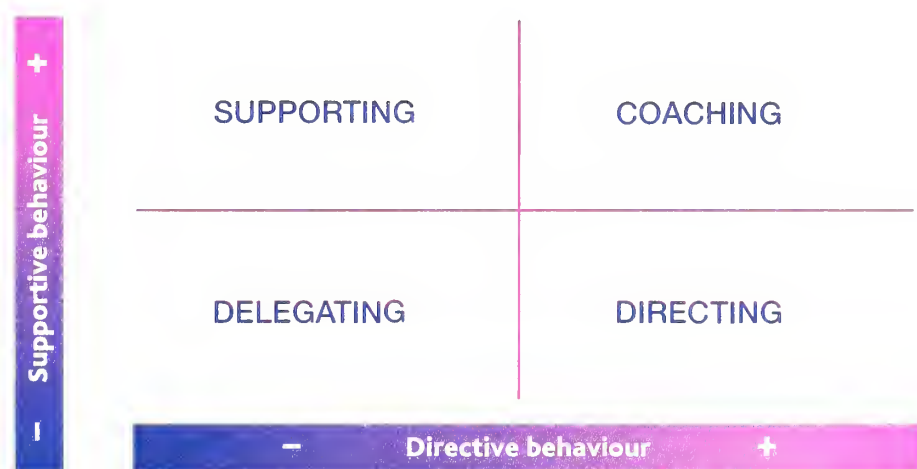 +
Supportive behaviour
–
SUPPORTING
COACHING
DELEGATING
DIRECTING
– Directive behaviour +